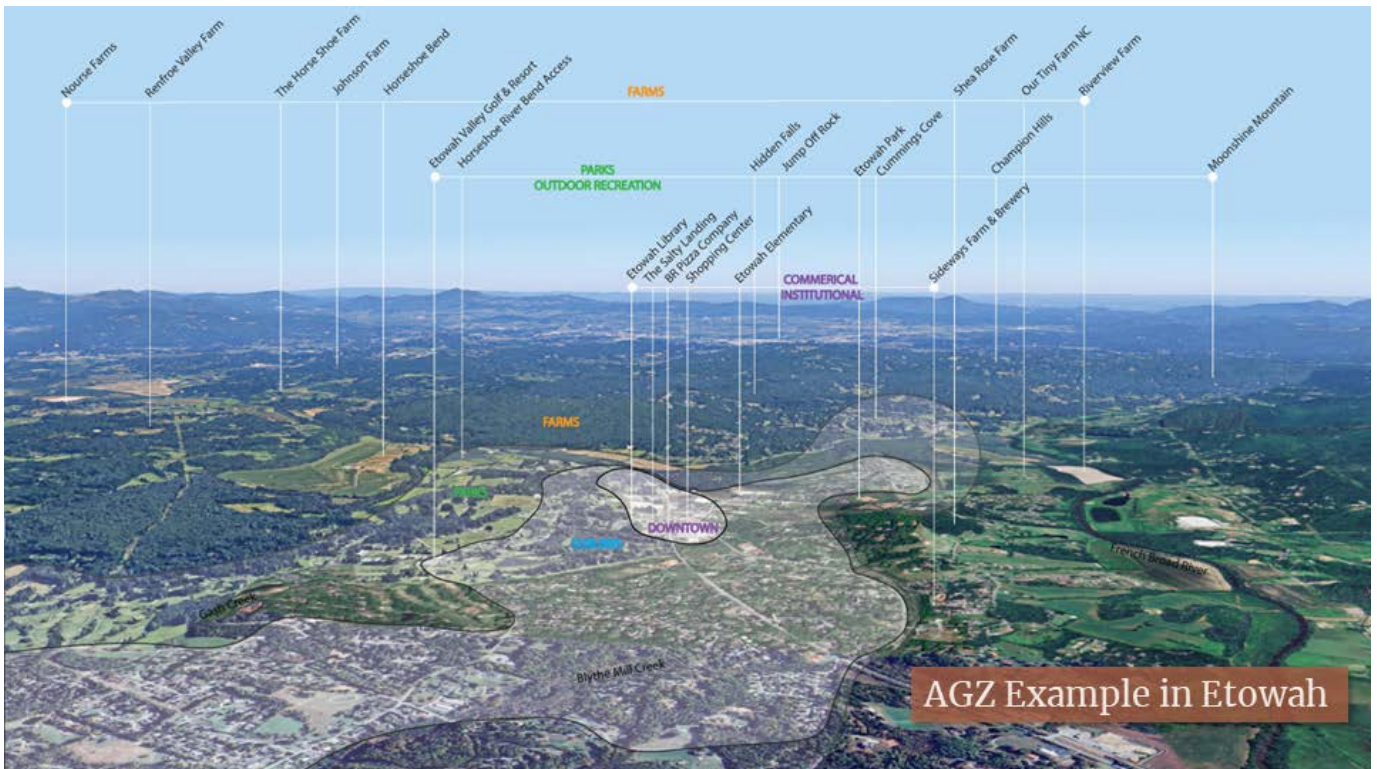 Nourse Farms
Renfroe Valley Farm
The Horse Shoe Farm
Johnson Farm
Horseshoe Bend
Etowah Valley Golf & Resort
Horseshoe River Bend Access
FARMS
Shea Rose Farm
Our Tiny Farm NC
Riverview Farm
PARKS
OUTDOOR RECREATION
Hidden Falls
Jump Off Rock
Etowah Park
Cummings Cove
Champion Hills
Moonshine Mountain
Etowah Library
The Salty Landing
BR Pizza Company
Shopping Center
Etowah Elementary
COMMERICAL
INSTITUTIONAL
Sideways Farm & Brewery
FARMS
PARKS
DOWNTOWN
French Broad River
Gash Creek
Blythe Mill Creek
AGZ Example in Etowah